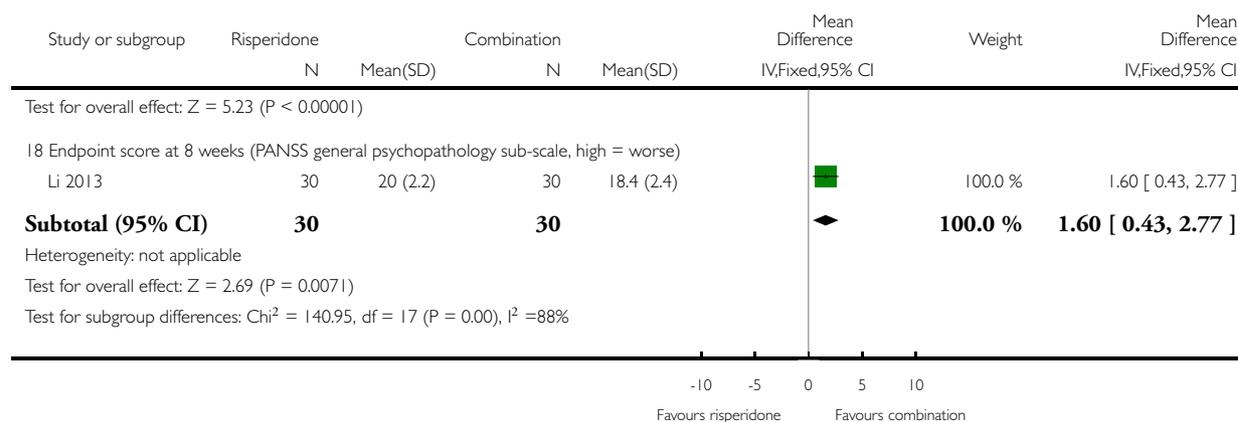 Study or subgroup Risperidone Combination Mean Difference Weight Mean Difference
N Mean(SD) N Mean(SD) IV,Fixed,95% CI IV,Fixed,95% CI
Test for overall effect: Z = 5.23 (P < 0.00001)
18 Endpoint score at 8 weeks (PANSS general psychopathology sub-scale, high = worse)
Li 2013 30 20 (2.2) 30 18.4 (2.4) 100.0 % 1.60 [ 0.43, 2.77 ]
Subtotal (95% CI) 30 30 100.0 % 1.60 [ 0.43, 2.77 ]
Heterogeneity: not applicable
Test for overall effect: Z = 2.69 (P = 0.0071)
Test for subgroup differences: Chi² = 140.95, df = 17 (P = 0.00), I² =88%
-10 -5 0 5 10
Favours risperidone Favours combination